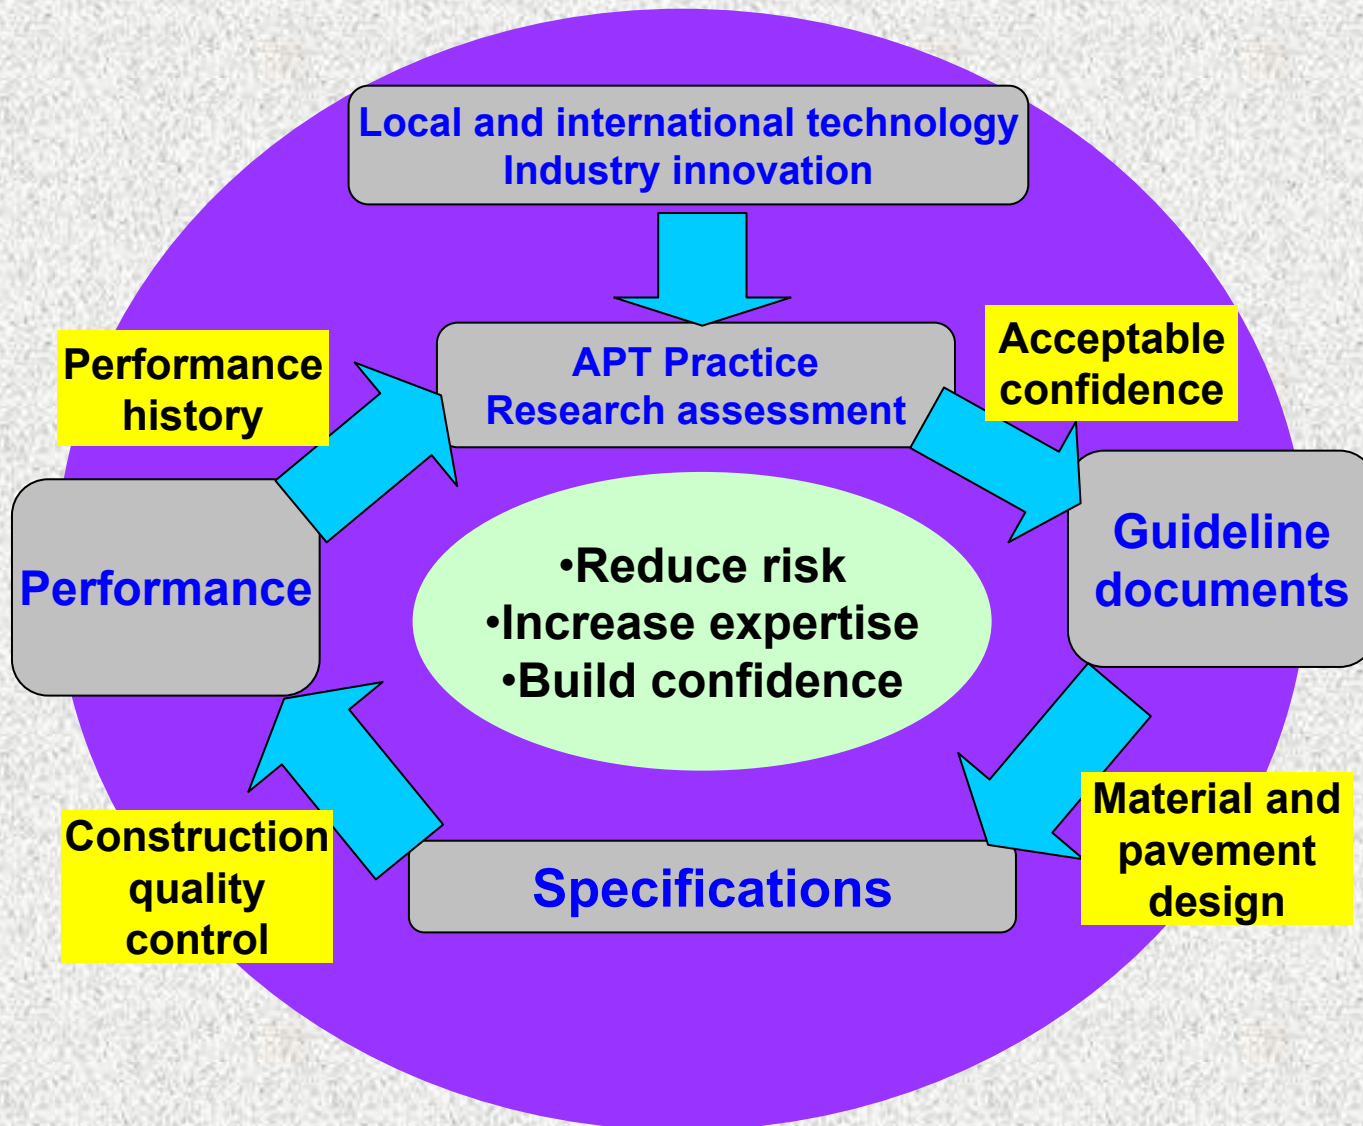 Local and international technology
Industry innovation
Performance
history
APT Practice
Research assessment
Acceptable
confidence
Performance
•Reduce risk
•Increase expertise
•Build confidence
Guideline
documents
Construction
quality
control
Specifications
Material and
pavement
design